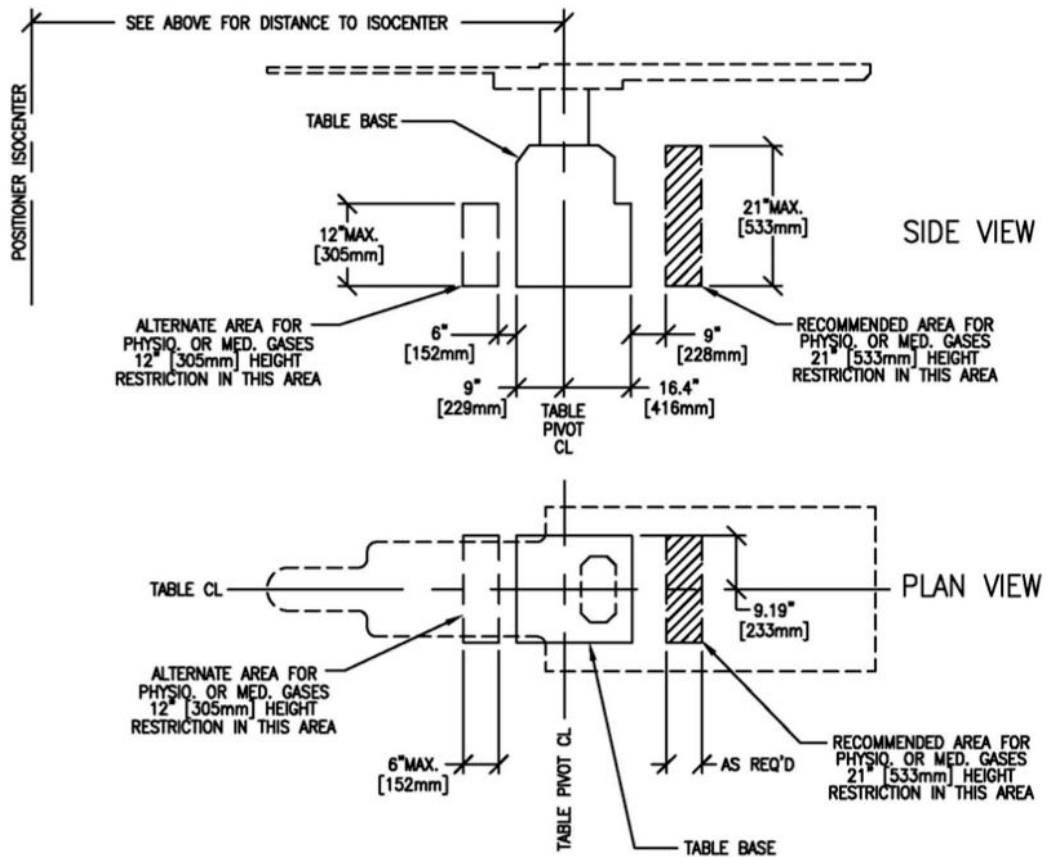 SEE ABOVE FOR DISTANCE TO ISOCENTER
POSITIONER ISOCENTER
TABLE BASE
12"MAX.
[305mm]
21"MAX.
[533mm]
SIDE VIEW
ALTERNATE AREA FOR
PHYSIO. OR MED. GASES
12" [305mm] HEIGHT
RESTRICTION IN THIS AREA
6"
[152mm]
9"
[228mm]
RECOMMENDED AREA FOR
PHYSIO. OR MED. GASES
21" [533mm] HEIGHT
RESTRICTION IN THIS AREA
9"
[229mm]
16.4"
[416mm]
TABLE
PIVOT
CL
TABLE CL
PLAN VIEW
9.19"
[233mm]
ALTERNATE AREA FOR
PHYSIO. OR MED. GASES
12" [305mm] HEIGHT
RESTRICTION IN THIS AREA
6"MAX.
[152mm]
TABLE PIVOT CL
AS REQ'D
RECOMMENDED AREA FOR
PHYSIO. OR MED. GASES
21" [533mm] HEIGHT
RESTRICTION IN THIS AREA
TABLE BASE